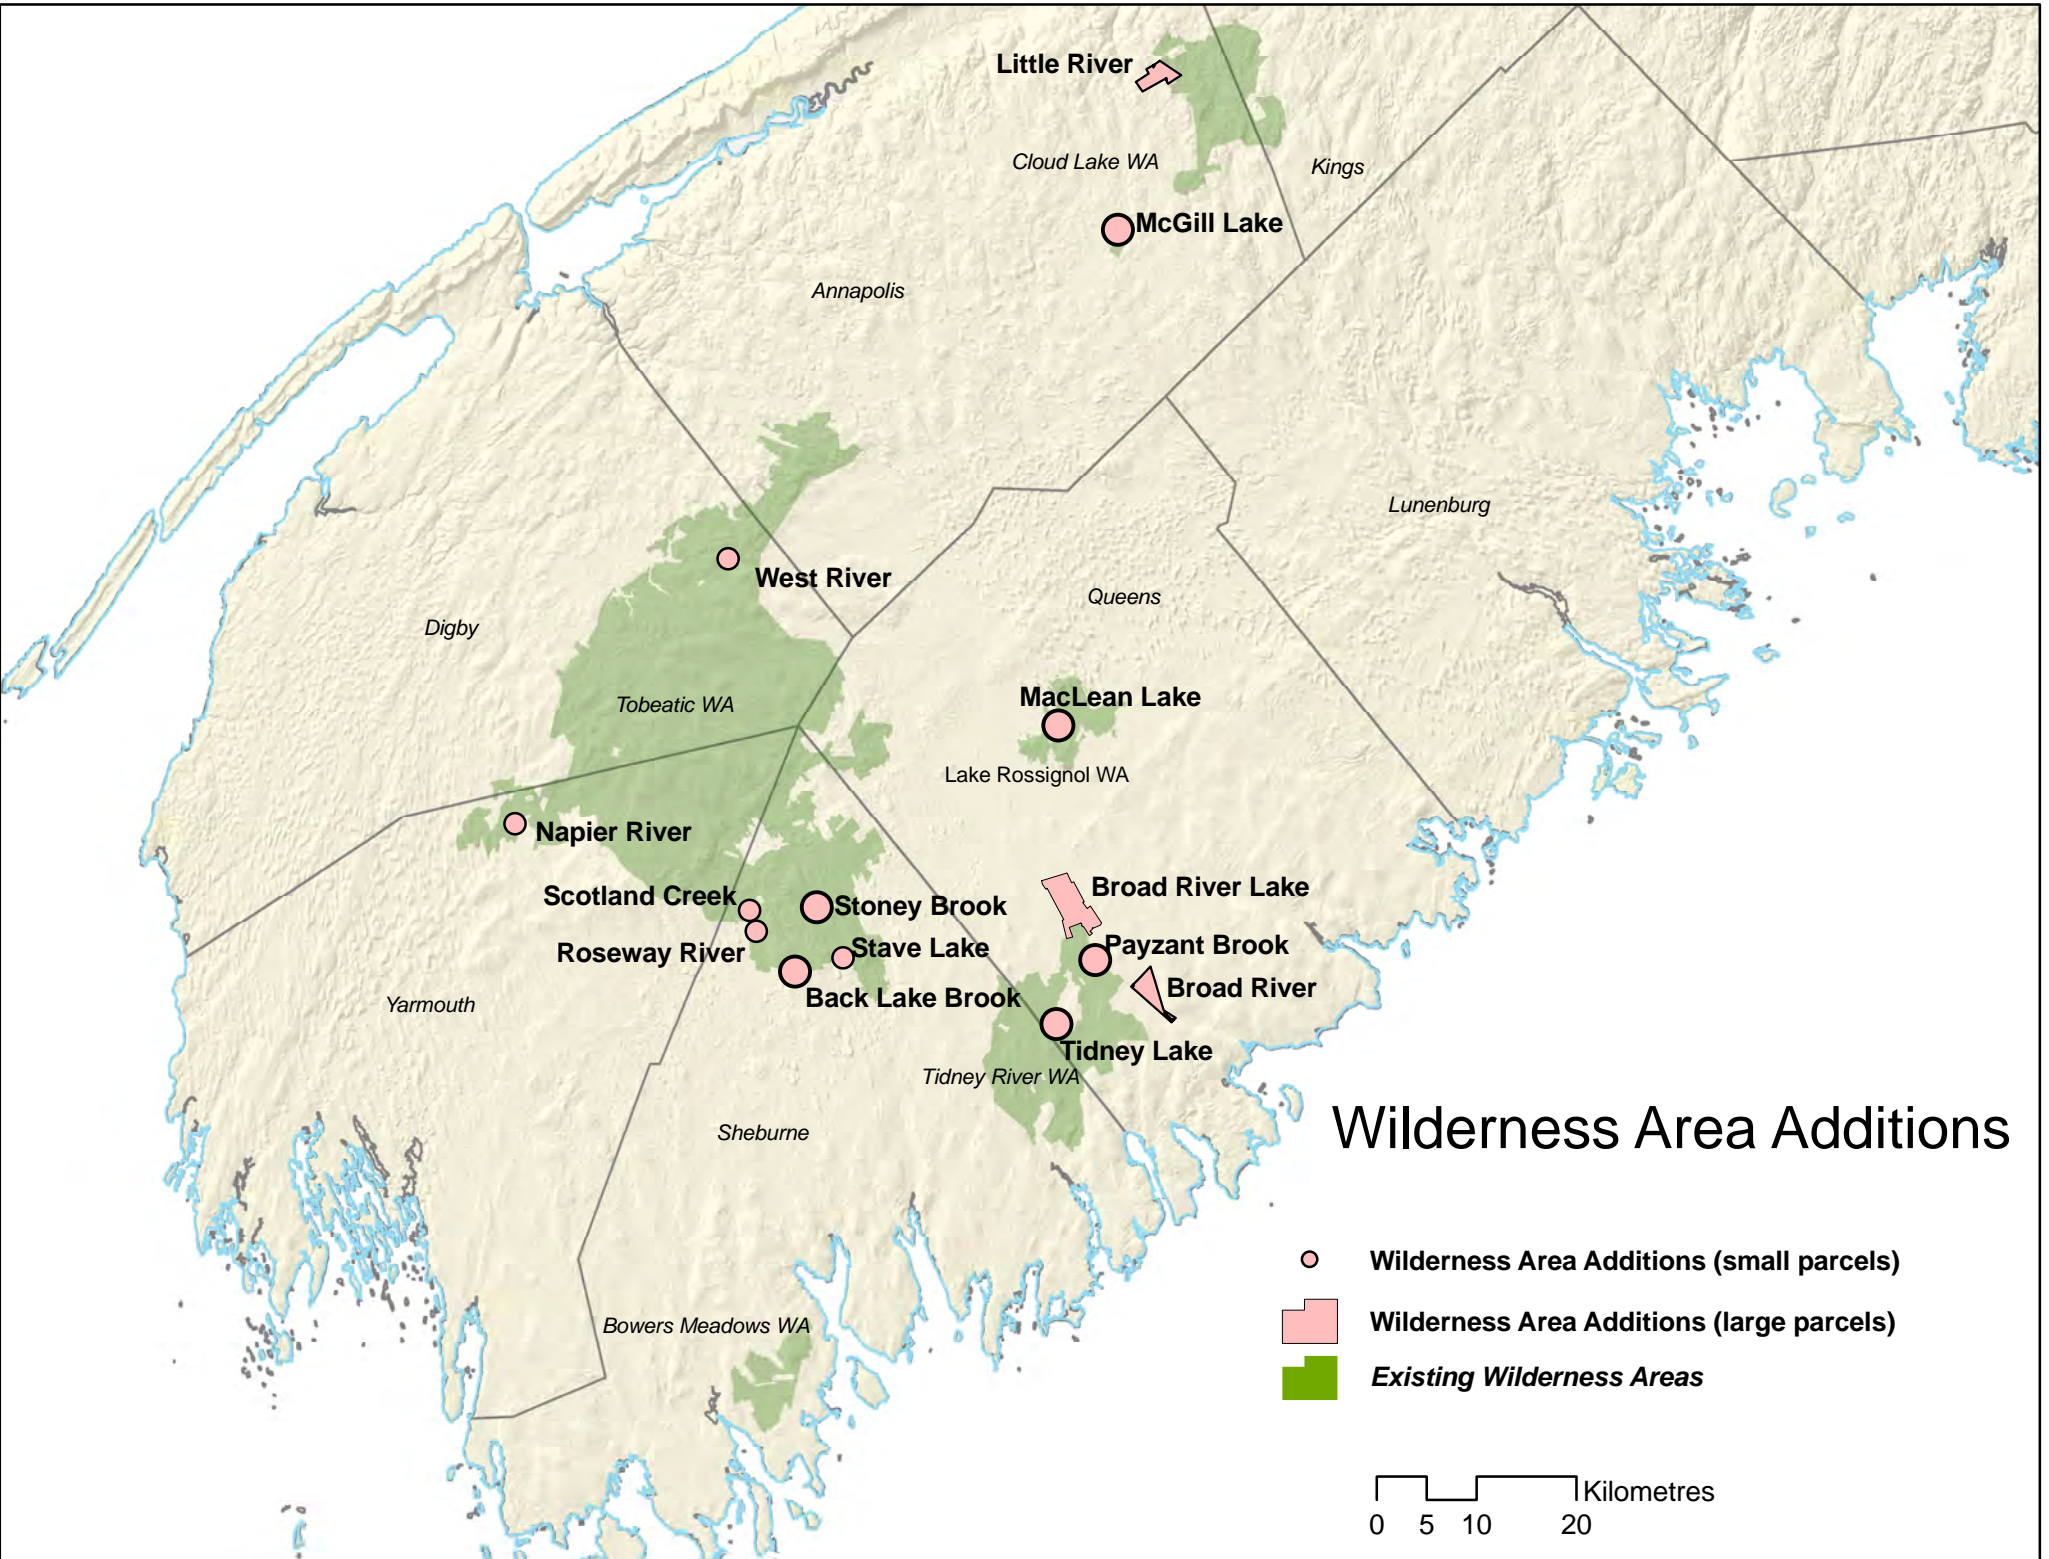 Little River
Cloud Lake WA
Kings
McGill Lake
Annapolis
Lunenburg
West River
Queens
Digby
MacLean Lake
Tobeatic WA
Lake Rossignol WA
Napier River
Broad River Lake
Scotland Creek
Stoney Brook
Payzant Brook
Stave Lake
Roseway River
Broad River
Back Lake Brook
Yarmouth
Tidney Lake
Tidney River WA
Sheburne
Wilderness Area Additions
Wilderness Area Additions (small parcels)
Bowers Meadows WA
Wilderness Area Additions (large parcels)
Existing Wilderness Areas
Kilometres
0 5 10 20